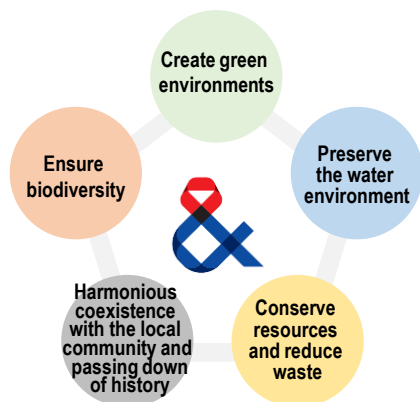 Create green
environments
Preserve
the water
environment
Conserve
resources
and reduce
waste
Harmonious
coexistence
with the local
community and
passing down
of history
Ensure
biodiversity